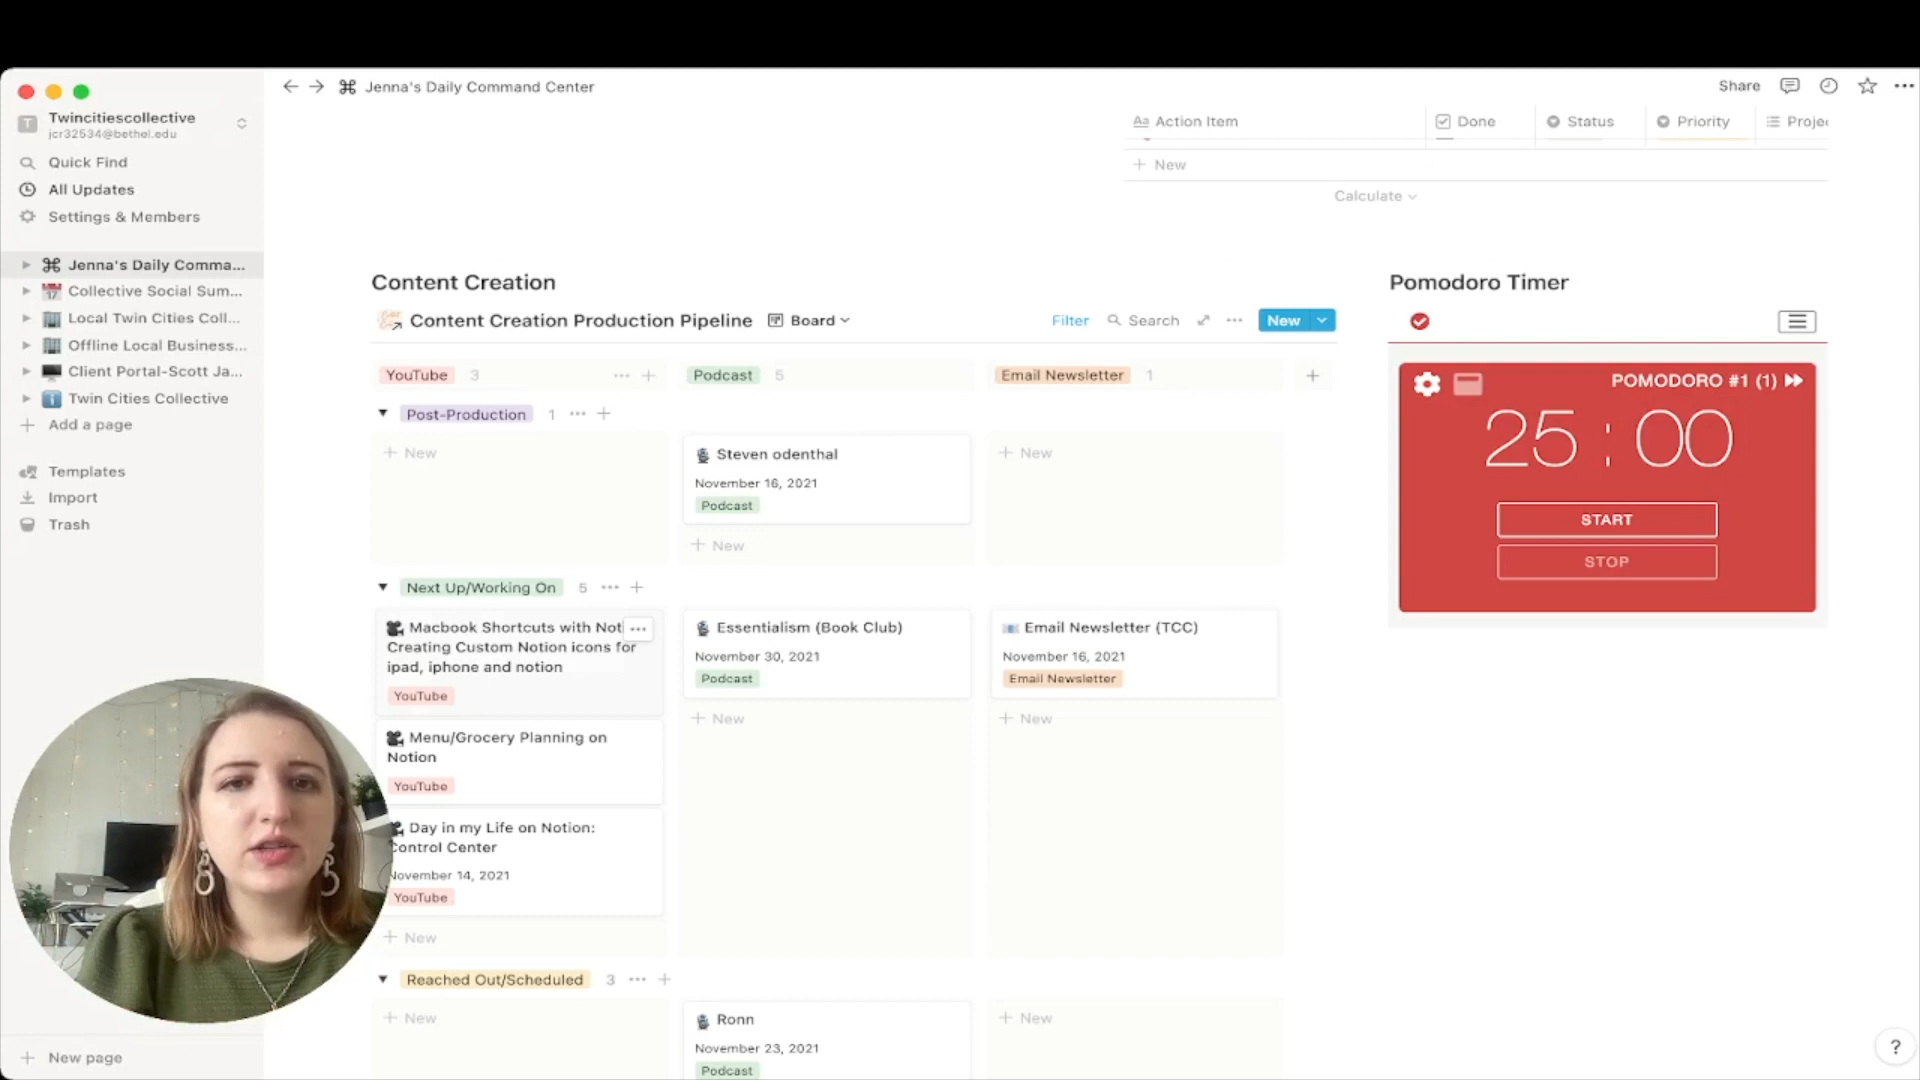 Jenna's Daily Command Center
Share
Twincitiescollective
jcr32534@bethel.edu
Quick Find
All Updates
Settings & Members
Jenna's Daily Comma...
Collective Social Sum...
Local Twin Cities Coll...
Offline Local Business...
Client Portal-Scott Ja...
Twin Cities Collective
Add a page
Templates
Import
Trash
New page
Aa Action Item
Done
Status
Priority
Projec
New
Calculate
Content Creation
Content Creation Production Pipeline
Board
Filter
Search
New
YouTube 3
Podcast 5
Email Newsletter 1
Post-Production 1
New
Steven odenthal
November 16, 2021
Podcast
New
New
Next Up/Working On 5
Macbook Shortcuts with Noti
Creating Custom Notion icons for
ipad, iphone and notion
YouTube
Menu/Grocery Planning on
Notion
YouTube
Day in my Life on Notion:
Control Center
November 14, 2021
YouTube
New
Essentialism (Book Club)
November 30, 2021
Podcast
New
Email Newsletter (TCC)
November 16, 2021
Email Newsletter
New
Reached Out/Scheduled 3
New
Ronn
November 23, 2021
Podcast
New
Pomodoro Timer
POMODORO #1 (1)
25:00
START
STOP
?